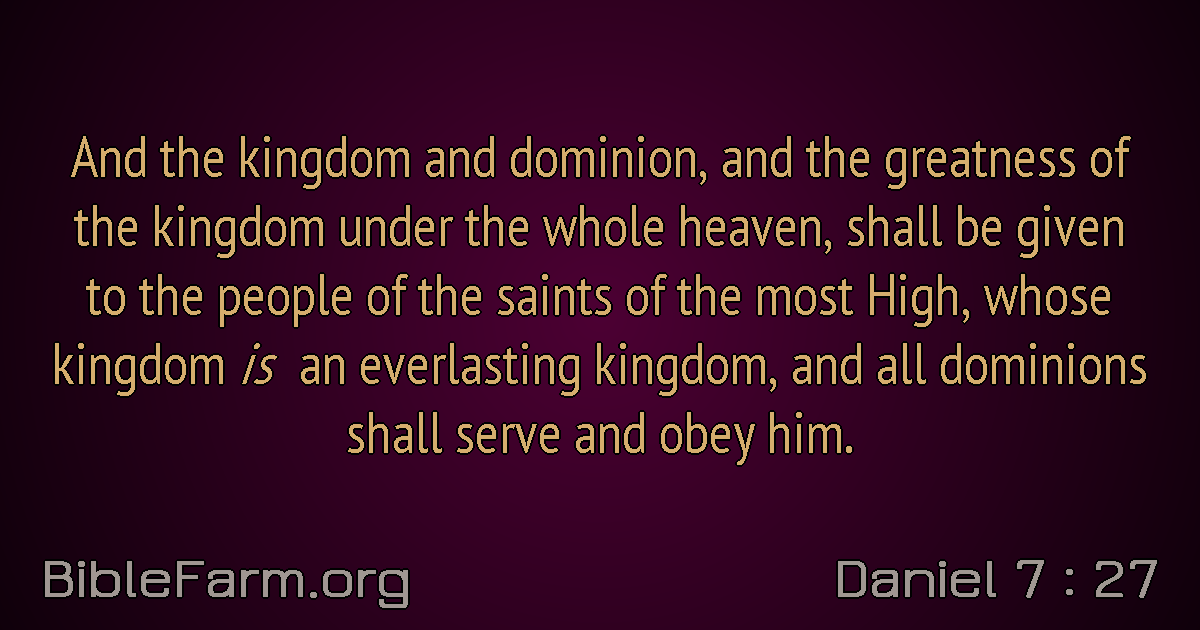 And the kingdom and dominion, and the greatness of
the kingdom under the whole heaven, shall be given
to the people of the saints of the most High, whose
kingdom is an everlasting kingdom, and all dominions
shall serve and obey him.
BibleFarm.org
Daniel 7 : 27